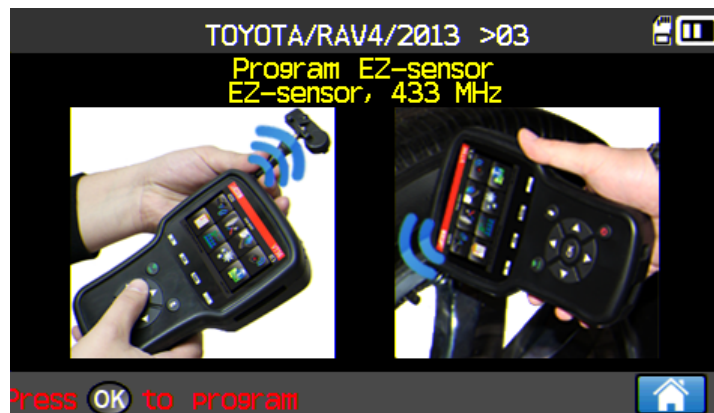 TOYOTA/RAV4/2013 >03
Program EZ-sensor
EZ-sensor, 433 MHz
Press OK to program